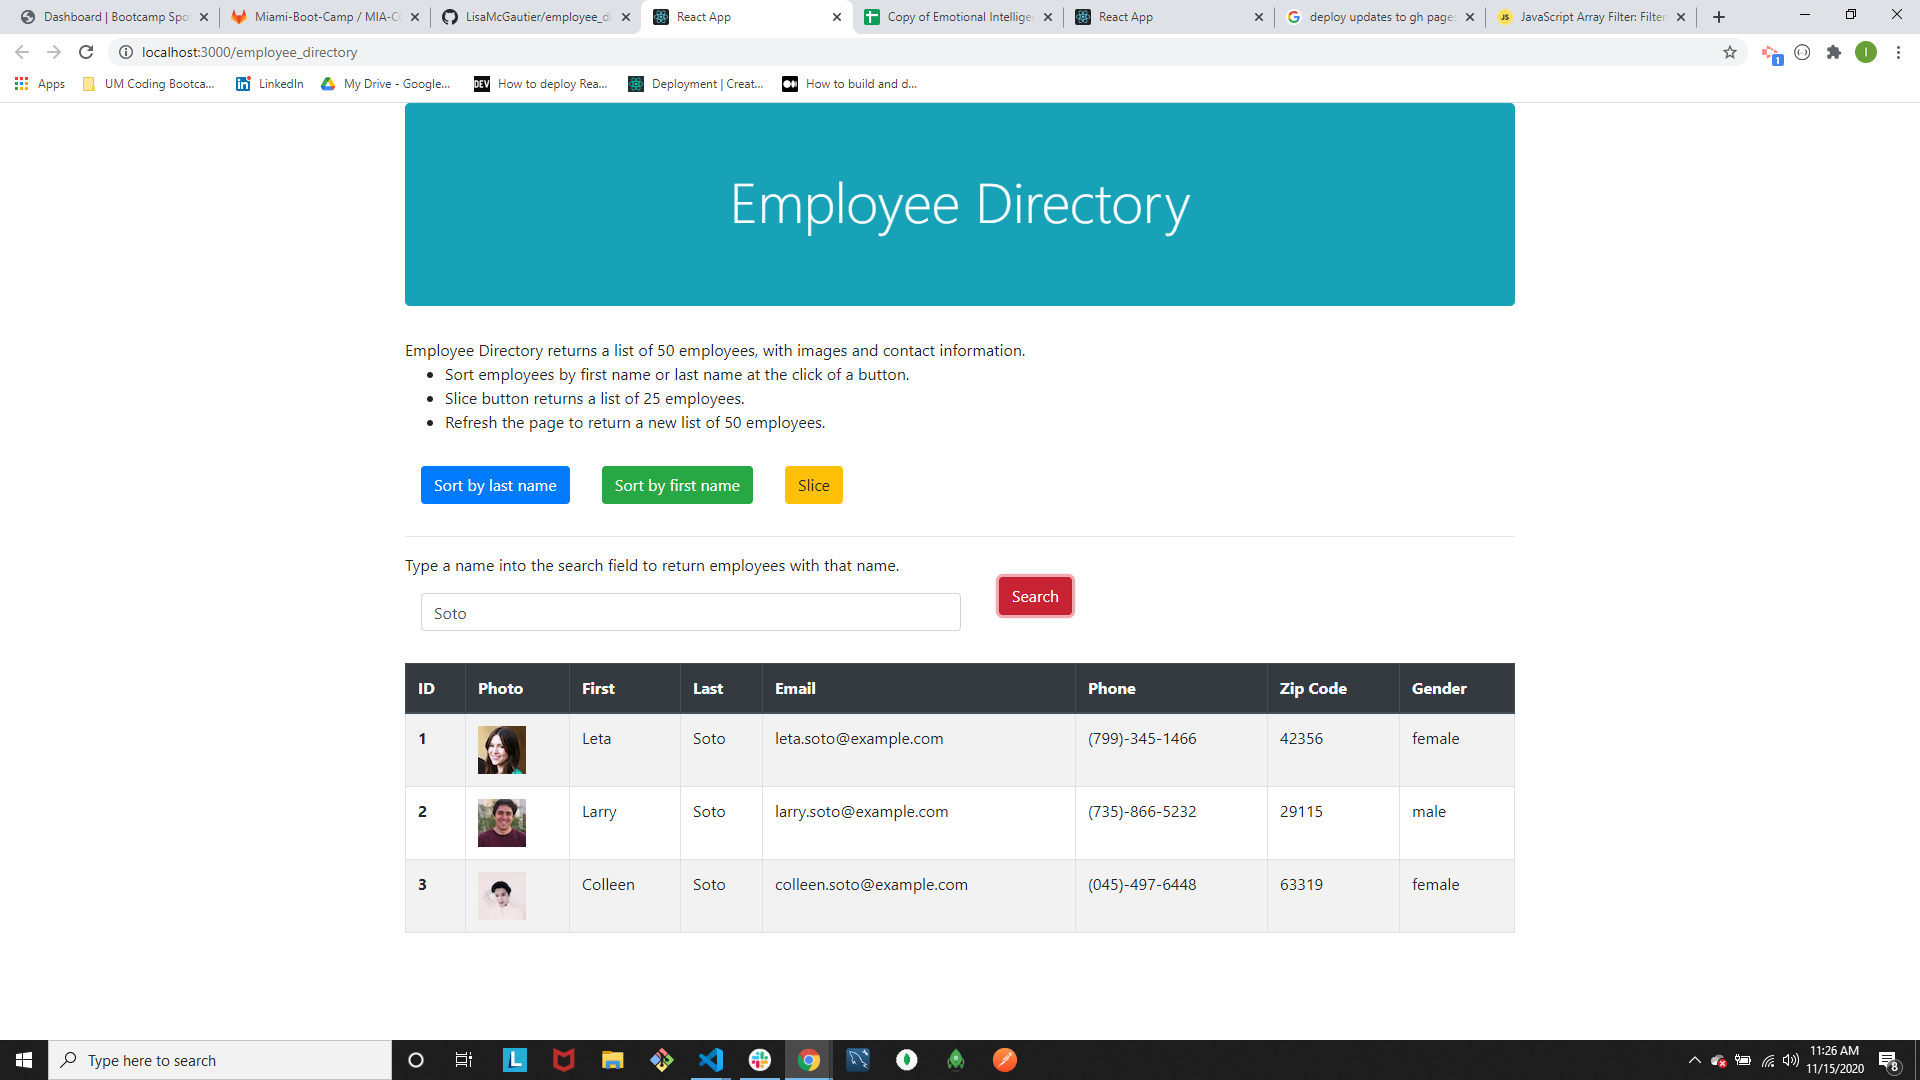 Dashboard | Bootcamp Spo
Miami-Boot-Camp / MIA-C
LisaMcGautier/employee_di
React App
Copy of Emotional Intellige
React App
deploy updates to gh page
JavaScript Array Filter: Filter
localhost:3000/employee_directory
1
I
Apps
UM Coding Bootca...
LinkedIn
My Drive - Google...
DEV
How to deploy Rea...
Deployment | Creat...
How to build and d...
Employee Directory
Employee Directory returns a list of 50 employees, with images and contact information.
• Sort employees by first name or last name at the click of a button.
• Slice button returns a list of 25 employees.
• Refresh the page to return a new list of 50 employees.
Sort by last name Sort by first name Slice
Type a name into the search field to return employees with that name.
Soto
Search
ID Photo First Last Email Phone Zip Code Gender
1 Leta Soto leta.soto@example.com (799)-345-1466 42356 female
2 Larry Soto larry.soto@example.com (735)-866-5232 29115 male
3 Colleen Soto colleen.soto@example.com (045)-497-6448 63319 female
Type here to search
L
11:26 AM
11/15/2020
8